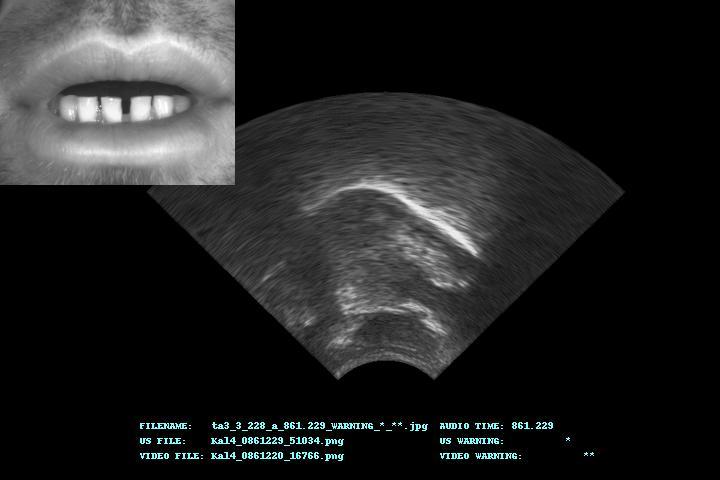 FILENAME: ta3_3_228_a_861.229_WARNING_*_**.jpg AUDIO TIME: 861.229
US FILE: Kal4_0861229_51034.png US WARNING: *
VIDEO FILE: Kal4_0861220_16766.png VIDEO WARNING: **